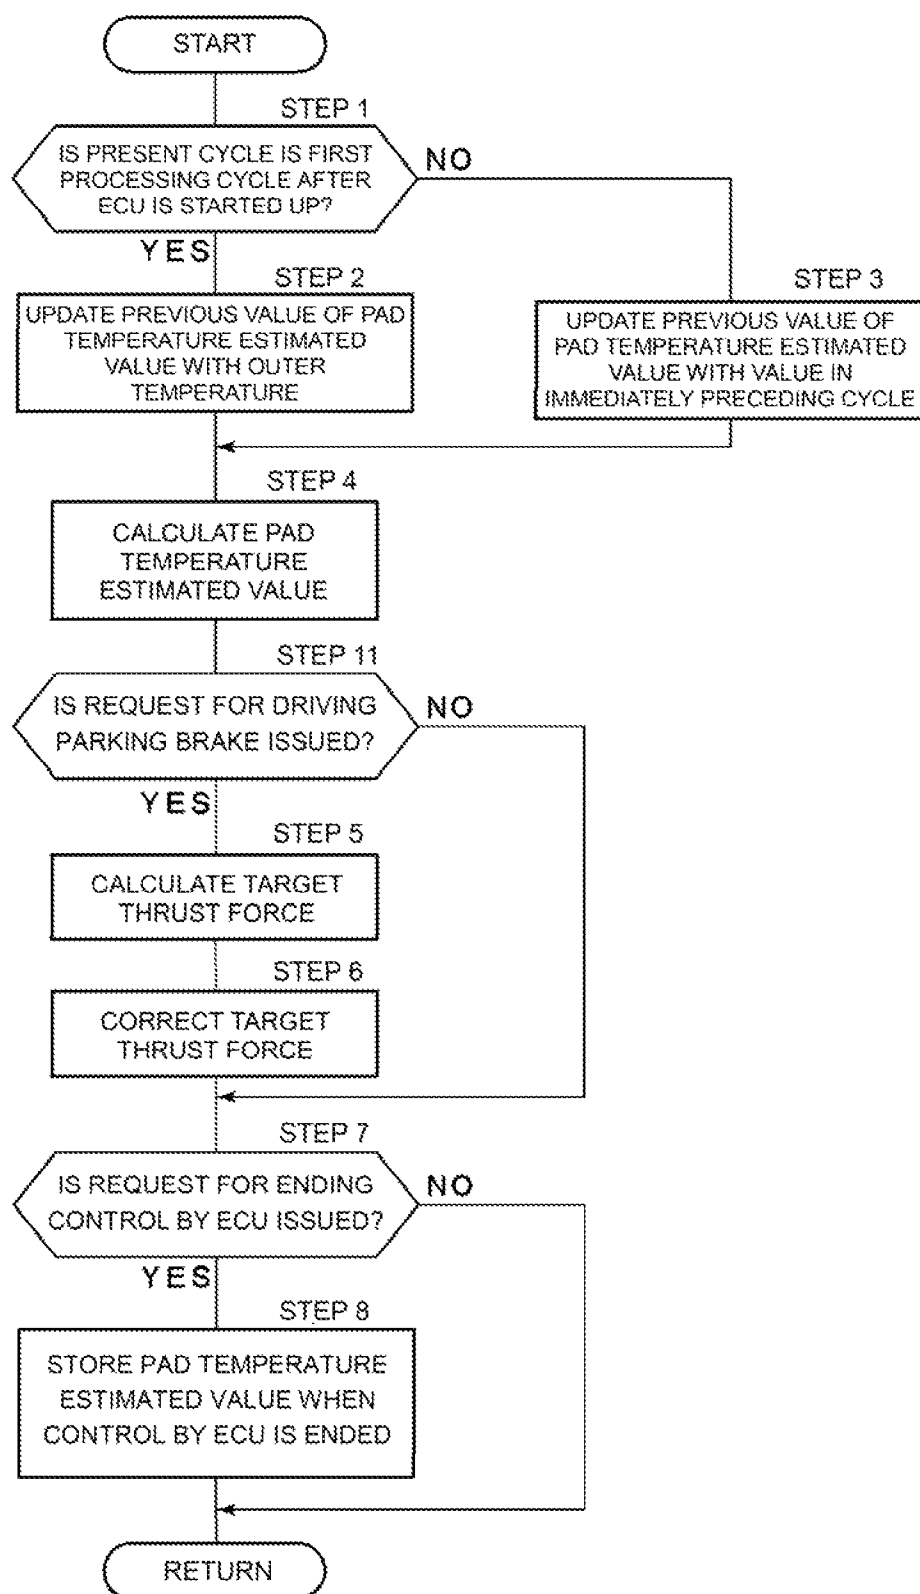 START
STEP 1
IS PRESENT CYCLE IS FIRST
PROCESSING CYCLE AFTER
ECU IS STARTED UP?
NO
YES
STEP 2
UPDATE PREVIOUS VALUE OF PAD
TEMPERATURE ESTIMATED
VALUE WITH OUTER
TEMPERATURE
STEP 3
UPDATE PREVIOUS VALUE OF
PAD TEMPERATURE ESTIMATED
VALUE WITH VALUE IN
IMMEDIATELY PRECEDING CYCLE
STEP 4
CALCULATE PAD
TEMPERATURE
ESTIMATED VALUE
STEP 11
IS REQUEST FOR DRIVING
PARKING BRAKE ISSUED?
NO
YES
STEP 5
CALCULATE TARGET
THRUST FORCE
STEP 6
CORRECT TARGET
THRUST FORCE
STEP 7
IS REQUEST FOR ENDING
CONTROL BY ECU ISSUED?
NO
YES
STEP 8
STORE PAD TEMPERATURE
ESTIMATED VALUE WHEN
CONTROL BY ECU IS ENDED
RETURN